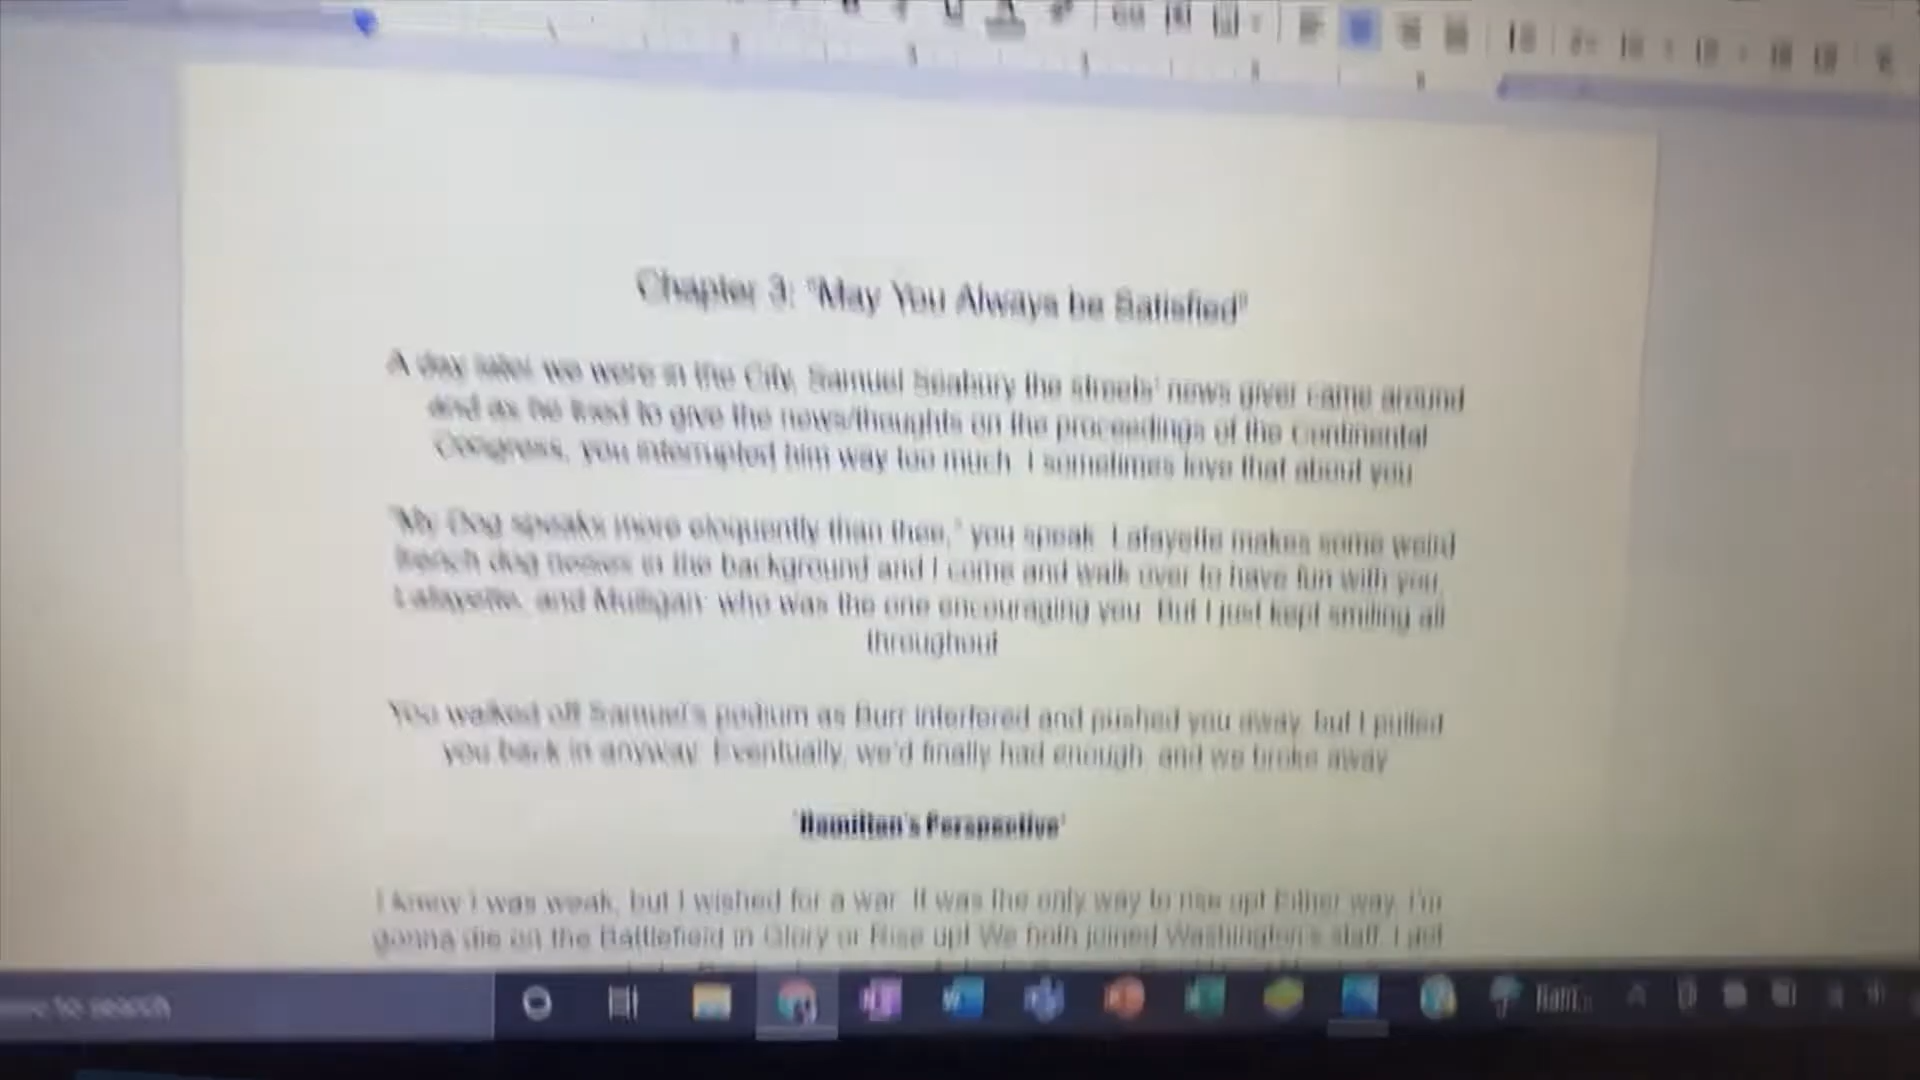 Chapter 3: "May You Always be Satisfied"
A day later we were in the City. Samuel Seabury the streets' news giver came around
and as he tried to give the news/thoughts on the proceedings of the Continental
Congress, you interrupted him way too much. I sometimes love that about you
"My Dog speaks more eloquently than thee," you speak. Lafayette makes some weird
french dog noises in the background and I come and walk over to have fun with you,
Lafayette, and Mulligan who was the one encouraging you. But I just kept smiling all
throughout
You walked off Samuel's podium as Burr interfered and pushed you away, but I pulled
you back in anyway. Eventually, we'd finally had enough, and we broke away
'Hamilton's Perspective'
I knew I was weak, but I wished for a war. It was the only way to rise up! Either way, I'm
gonna die on the Battlefield in Glory or Rise up! We both joined Washington's staff. I got
to search